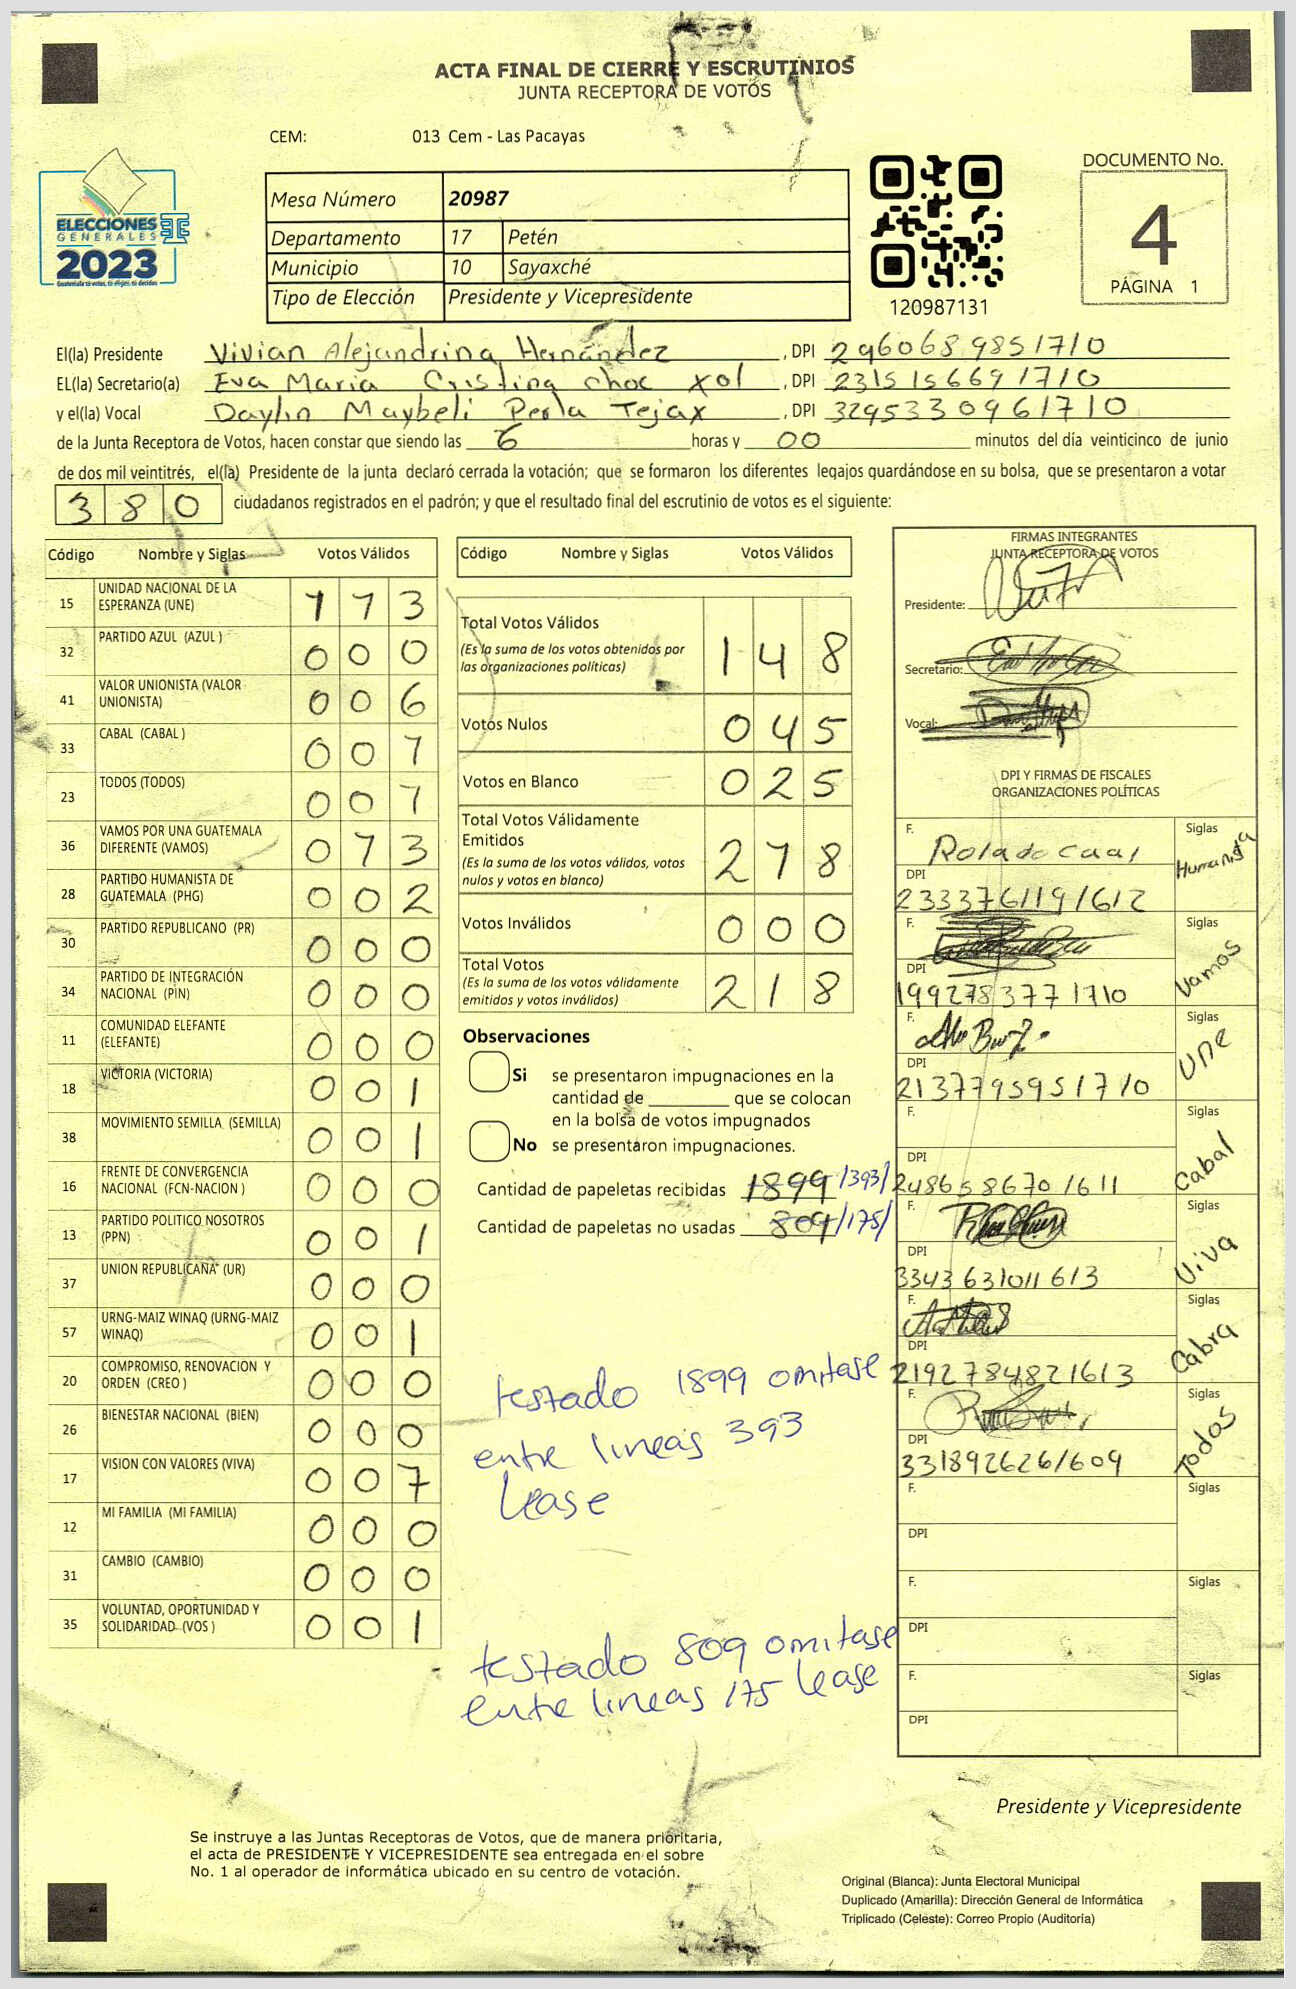 ACTA FINAL DE CIERRE Y ESCRUTINIOS
JUNTA RECEPTORA DE VOTOS
CEM: 013 Cem - Las Pacayas
ELECCIONES
GENERALES
2023
Guatemala tú votas, tú eliges, tú decides
Mesa Número 20987
Departamento 17 Petén
Municipio 10 Sayaxché
Tipo de Elección Presidente y Vicepresidente
120987131
DOCUMENTO No.
4
PÁGINA 1
El(la) Presidente Vivian Alejandrina Hernández, DPI 2960689851710
EL(la) Secretario(a) Eva Maria Cristina choc xol, DPI 2315156691710
y el(la) Vocal Daylin Maybeli Perla Tejax, DPI 3295330961710
de la Junta Receptora de Votos, hacen constar que siendo las 6 horas y 00 minutos del día veinticinco de junio
de dos mil veintitrés, el(la) Presidente de la junta declaró cerrada la votación; que se formaron los diferentes legajos guardándose en su bolsa, que se presentaron a votar
380 ciudadanos registrados en el padrón; y que el resultado final del escrutinio de votos es el siguiente:
Código Nombre y Siglas Votos Válidos
15 UNIDAD NACIONAL DE LA ESPERANZA (UNE) 1 7 3
32 PARTIDO AZUL (AZUL ) 0 0 0
41 VALOR UNIONISTA (VALOR UNIONISTA) 0 0 6
33 CABAL (CABAL ) 0 0 7
23 TODOS (TODOS) 0 0 7
36 VAMOS POR UNA GUATEMALA DIFERENTE (VAMOS) 0 7 3
28 PARTIDO HUMANISTA DE GUATEMALA (PHG) 0 0 2
30 PARTIDO REPUBLICANO (PR) 0 0 0
34 PARTIDO DE INTEGRACIÓN NACIONAL (PIN) 0 0 0
11 COMUNIDAD ELEFANTE (ELEFANTE) 0 0 0
18 VICTORIA (VICTORIA) 0 0 1
38 MOVIMIENTO SEMILLA (SEMILLA) 0 0 1
16 FRENTE DE CONVERGENCIA NACIONAL (FCN-NACION ) 0 0 0
13 PARTIDO POLITICO NOSOTROS (PPN) 0 0 1
37 UNION REPUBLICANA (UR) 0 0 0
57 URNG-MAIZ WINAQ (URNG-MAIZ WINAQ) 0 0 1
20 COMPROMISO, RENOVACION Y ORDEN (CREO ) 0 0 0
26 BIENESTAR NACIONAL (BIEN) 0 0 0
17 VISION CON VALORES (VIVA) 0 0 7
12 MI FAMILIA (MI FAMILIA) 0 0 0
31 CAMBIO (CAMBIO) 0 0 0
35 VOLUNTAD, OPORTUNIDAD Y SOLIDARIDAD (VOS ) 0 0 1
Código Nombre y Siglas Votos Válidos
Total Votos Válidos 1 4 8
(Es la suma de los votos obtenidos por
las organizaciones políticas)
Votos Nulos 0 4 5
Votos en Blanco 0 2 5
Total Votos Válidamente
Emitidos 2 1 8
(Es la suma de los votos válidos, votos
nulos y votos en blanco)
Votos Inválidos 0 0 0
Total Votos 2 1 8
(Es la suma de los votos válidamente
emitidos y votos inválidos)
Observaciones
Si se presentaron impugnaciones en la
cantidad de ________ que se colocan
en la bolsa de votos impugnados
No se presentaron impugnaciones.
Cantidad de papeletas recibidas 1899 /393/
Cantidad de papeletas no usadas 809 /175/
testado 1899 omitase
entre lineas 393
lease
testado 809 omitase
entre lineas 175 lease
FIRMAS INTEGRANTES
JUNTA RECEPTORA DE VOTOS
Presidente:
Secretario:
Vocal:
DPI Y FIRMAS DE FISCALES
ORGANIZACIONES POLÍTICAS
F. Rolado caal Siglas Humanista
DPI 2333761191612
F. Siglas Vamos
DPI 1992783771710
F. Siglas UNE
DPI 2137795951710
F. Siglas Cabal
DPI 2486586701611
F. Siglas Viva
DPI 3343631011613
F. Siglas Cabra
DPI 2192784821613
F. Siglas Todos
DPI 3318926261609
F. Siglas
DPI
F. Siglas
DPI
F. Siglas
DPI
Presidente y Vicepresidente
Se instruye a las Juntas Receptoras de Votos, que de manera prioritaria,
el acta de PRESIDENTE Y VICEPRESIDENTE sea entregada en el sobre
No. 1 al operador de informática ubicado en su centro de votación.
Original (Blanca): Junta Electoral Municipal
Duplicado (Amarilla): Dirección General de Informática
Triplicado (Celeste): Correo Propio (Auditoría)